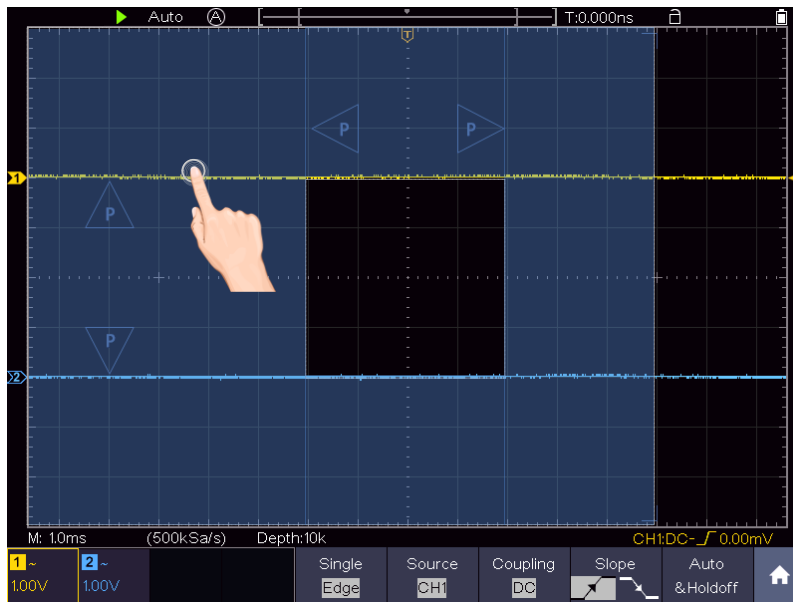 Auto A T:0.000ns
T
P P
1
P
P
2
M: 1.0ms (500kSa/s) Depth:10k CH1:DC- 0.00mV
1 ~ 2 ~ Single Source Coupling Slope Auto
1.00V 1.00V Edge CH1 DC &Holdoff